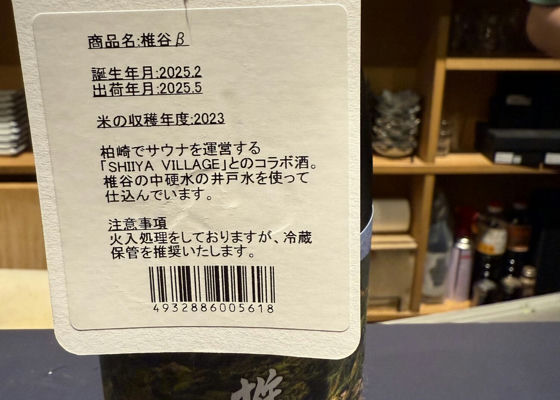 商品名:椎谷β
誕生年月:2025.2
出荷年月:2025.5
米の収穫年度:2023
柏崎でサウナを運営する
「SHIIYA VILLAGE」とのコラボ酒。
椎谷の中硬水の井戸水を使って
仕込んでいます。
注意事項
火入処理をしておりますが、冷蔵
保管を推奨いたします。
4932886005618